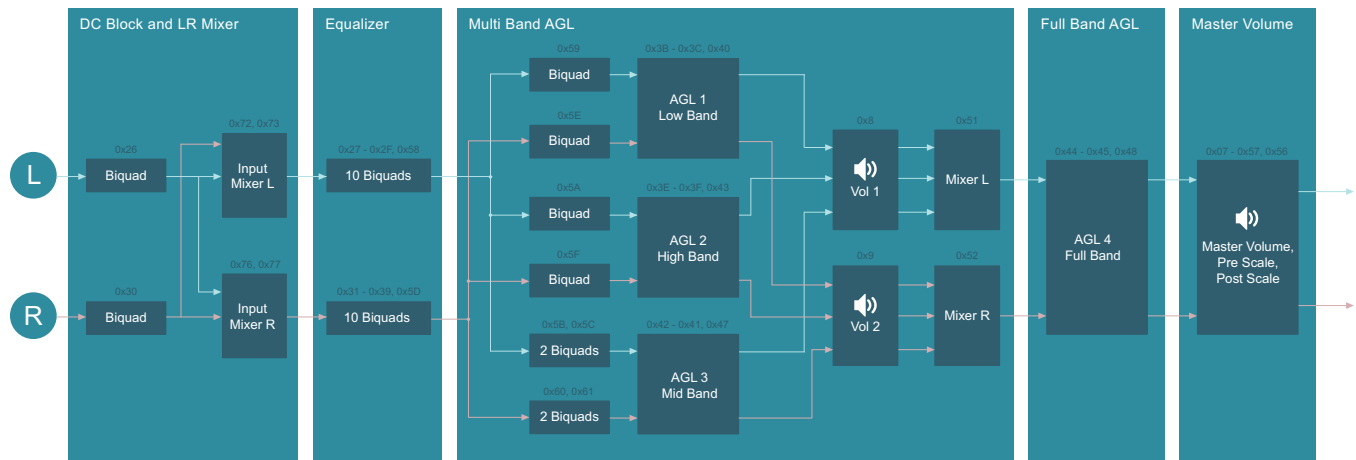 DC Block and LR Mixer
Equalizer
Multi Band AGL
Full Band AGL
Master Volume
L
R
0x26
Biquad
0x30
Biquad
0x72, 0x73
Input
Mixer L
0x76, 0x77
Input
Mixer R
0x27 - 0x2F, 0x58
10 Biquads
0x31 - 0x39, 0x5D
10 Biquads
0x59
Biquad
0x5E
Biquad
0x5A
Biquad
0x5F
Biquad
0x5B, 0x5C
2 Biquads
0x60, 0x61
2 Biquads
0x3B - 0x3C, 0x40
AGL 1
Low Band
0x3E - 0x3F, 0x43
AGL 2
High Band
0x42 - 0x41, 0x47
AGL 3
Mid Band
0x8
Vol 1
0x9
Vol 2
0x51
Mixer L
0x52
Mixer R
0x44 - 0x45, 0x48
AGL 4
Full Band
0x07 - 0x57, 0x56
Master Volume,
Pre Scale,
Post Scale